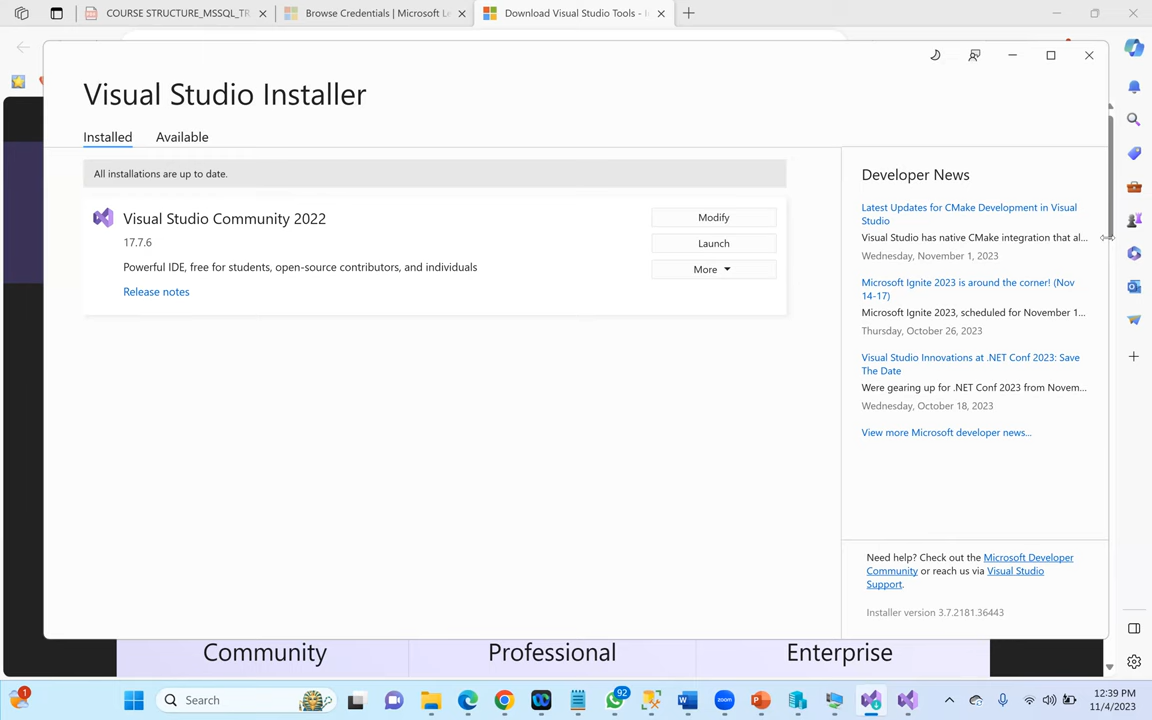 COURSE STRUCTURE_MSSQL_TR
Browse Credentials | Microsoft Le
Download Visual Studio Tools - I
Visual Studio Installer
Installed
Available
All installations are up to date.
Visual Studio Community 2022
17.7.6
Powerful IDE, free for students, open-source contributors, and individuals
Release notes
Modify
Launch
More
Developer News
Latest Updates for CMake Development in Visual
Studio
Visual Studio has native CMake integration that al...
Wednesday, November 1, 2023
Microsoft Ignite 2023 is around the corner! (Nov
14-17)
Microsoft Ignite 2023, scheduled for November 1...
Thursday, October 26, 2023
Visual Studio Innovations at .NET Conf 2023: Save
The Date
Were gearing up for .NET Conf 2023 from Novem...
Wednesday, October 18, 2023
View more Microsoft developer news...
Need help? Check out the Microsoft Developer
Community or reach us via Visual Studio
Support.
Installer version 3.7.2181.36443
Community
Professional
Enterprise
1
Search
92
zoom
12:39 PM
11/4/2023